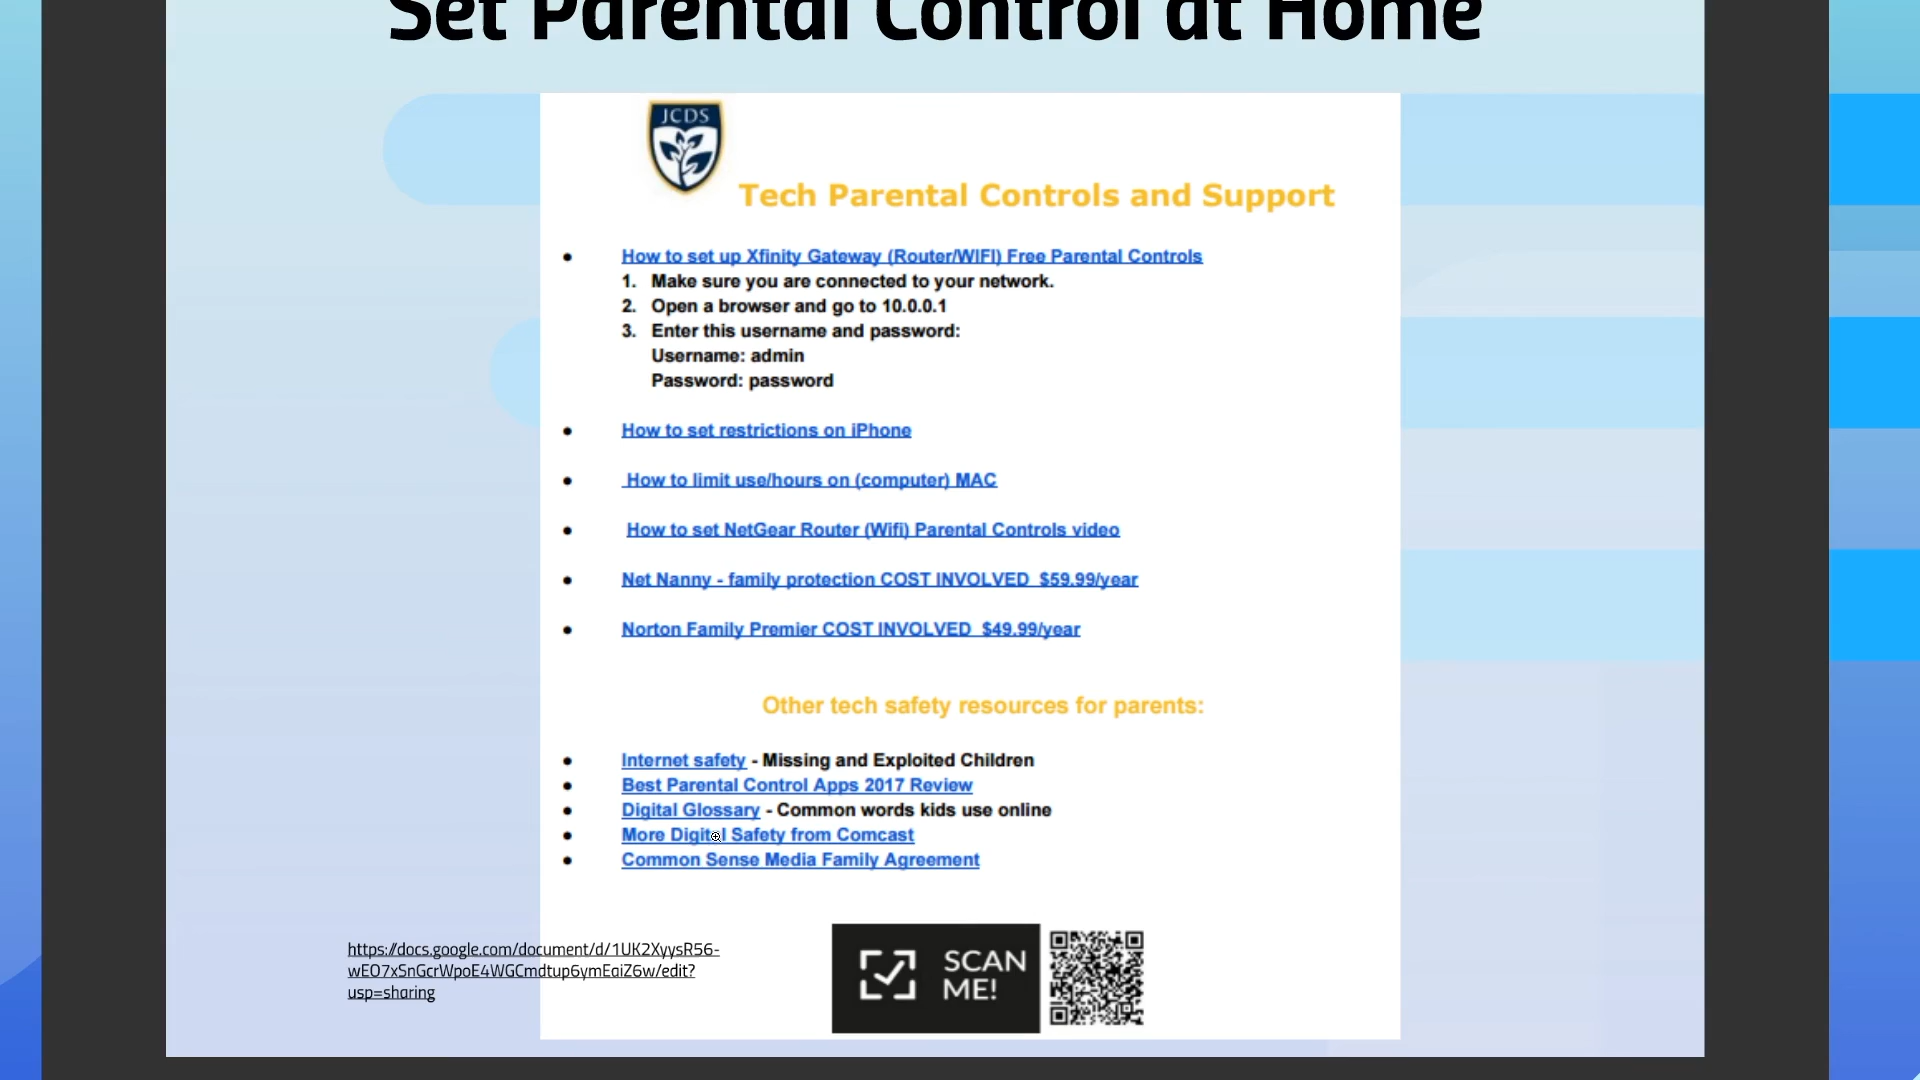 Set Parental Control at Home
JCDS
Tech Parental Controls and Support
• How to set up Xfinity Gateway (Router/WIFI) Free Parental Controls
1. Make sure you are connected to your network.
2. Open a browser and go to 10.0.0.1
3. Enter this username and password:
Username: admin
Password: password
• How to set restrictions on iPhone
• How to limit use/hours on (computer) MAC
• How to set NetGear Router (Wifi) Parental Controls video
• Net Nanny - family protection COST INVOLVED $59.99/year
• Norton Family Premier COST INVOLVED $49.99/year
Other tech safety resources for parents:
• Internet safety - Missing and Exploited Children
• Best Parental Control Apps 2017 Review
• Digital Glossary - Common words kids use online
• More Digital Safety from Comcast
• Common Sense Media Family Agreement
https://docs.google.com/document/d/1UK2XyysR56-
wEO7xSnGcrWpoE4WGCmdtup6ymEaiZ6w/edit?
usp=sharing
SCAN
ME!